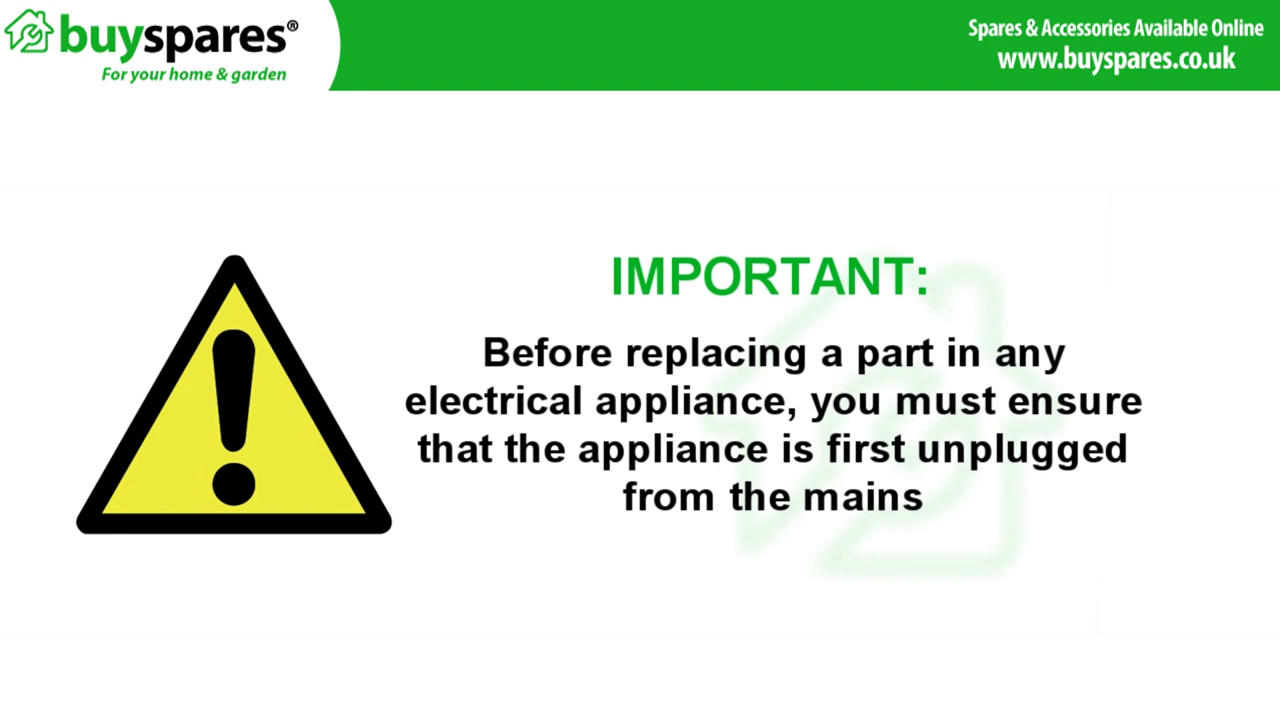 buyspares®
For your home & garden
Spares & Accessories Available Online
www.buyspares.co.uk
IMPORTANT:
Before replacing a part in any
electrical appliance, you must ensure
that the appliance is first unplugged
from the mains